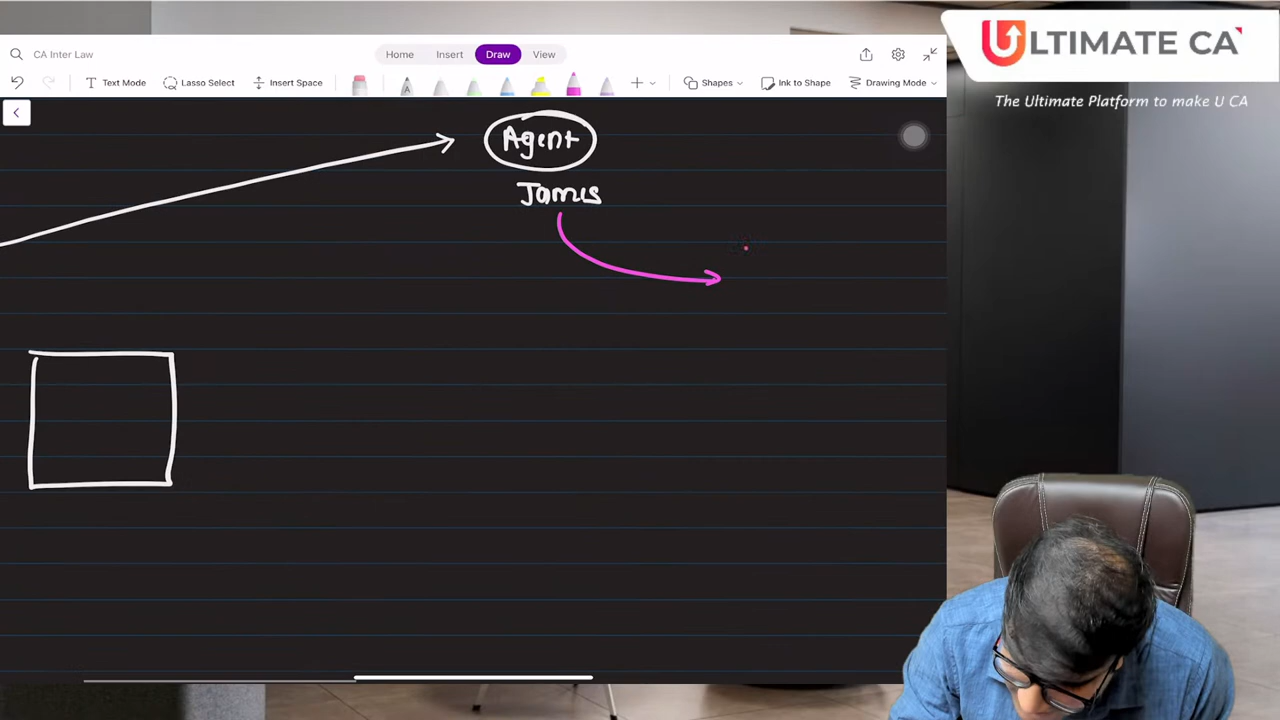 ULTIMATE CA
The Ultimate Platform to make U CA
CA Inter Law
Home Insert Draw View
Text Mode Lasso Select Insert Space Shapes Ink to Shape Drawing Mode
Agent
James